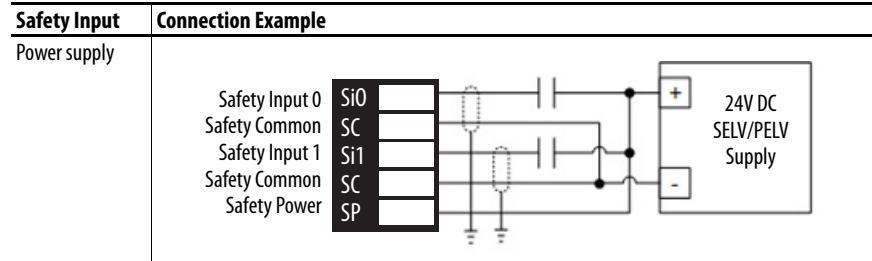 Safety Input Connection Example
Power supply
Safety Input 0 Si0
Safety Common SC
Safety Input 1 Si1
Safety Common SC
Safety Power SP
+
-
24V DC
SELV/PELV
Supply